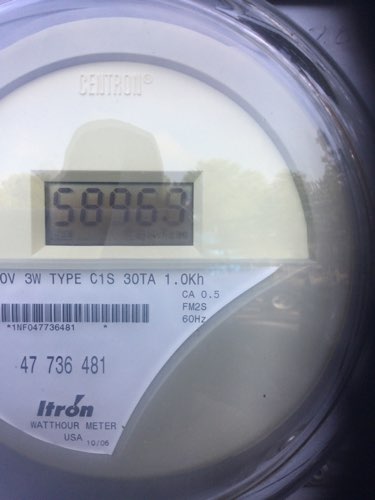 CENTRON®
58969
0V 3W TYPE C1S 30TA 1.0Kh
CA 0.5
FM2S
60Hz
*1NF047736481 *
47 736 481
Itrón
WATTHOUR METER
USA 10/06